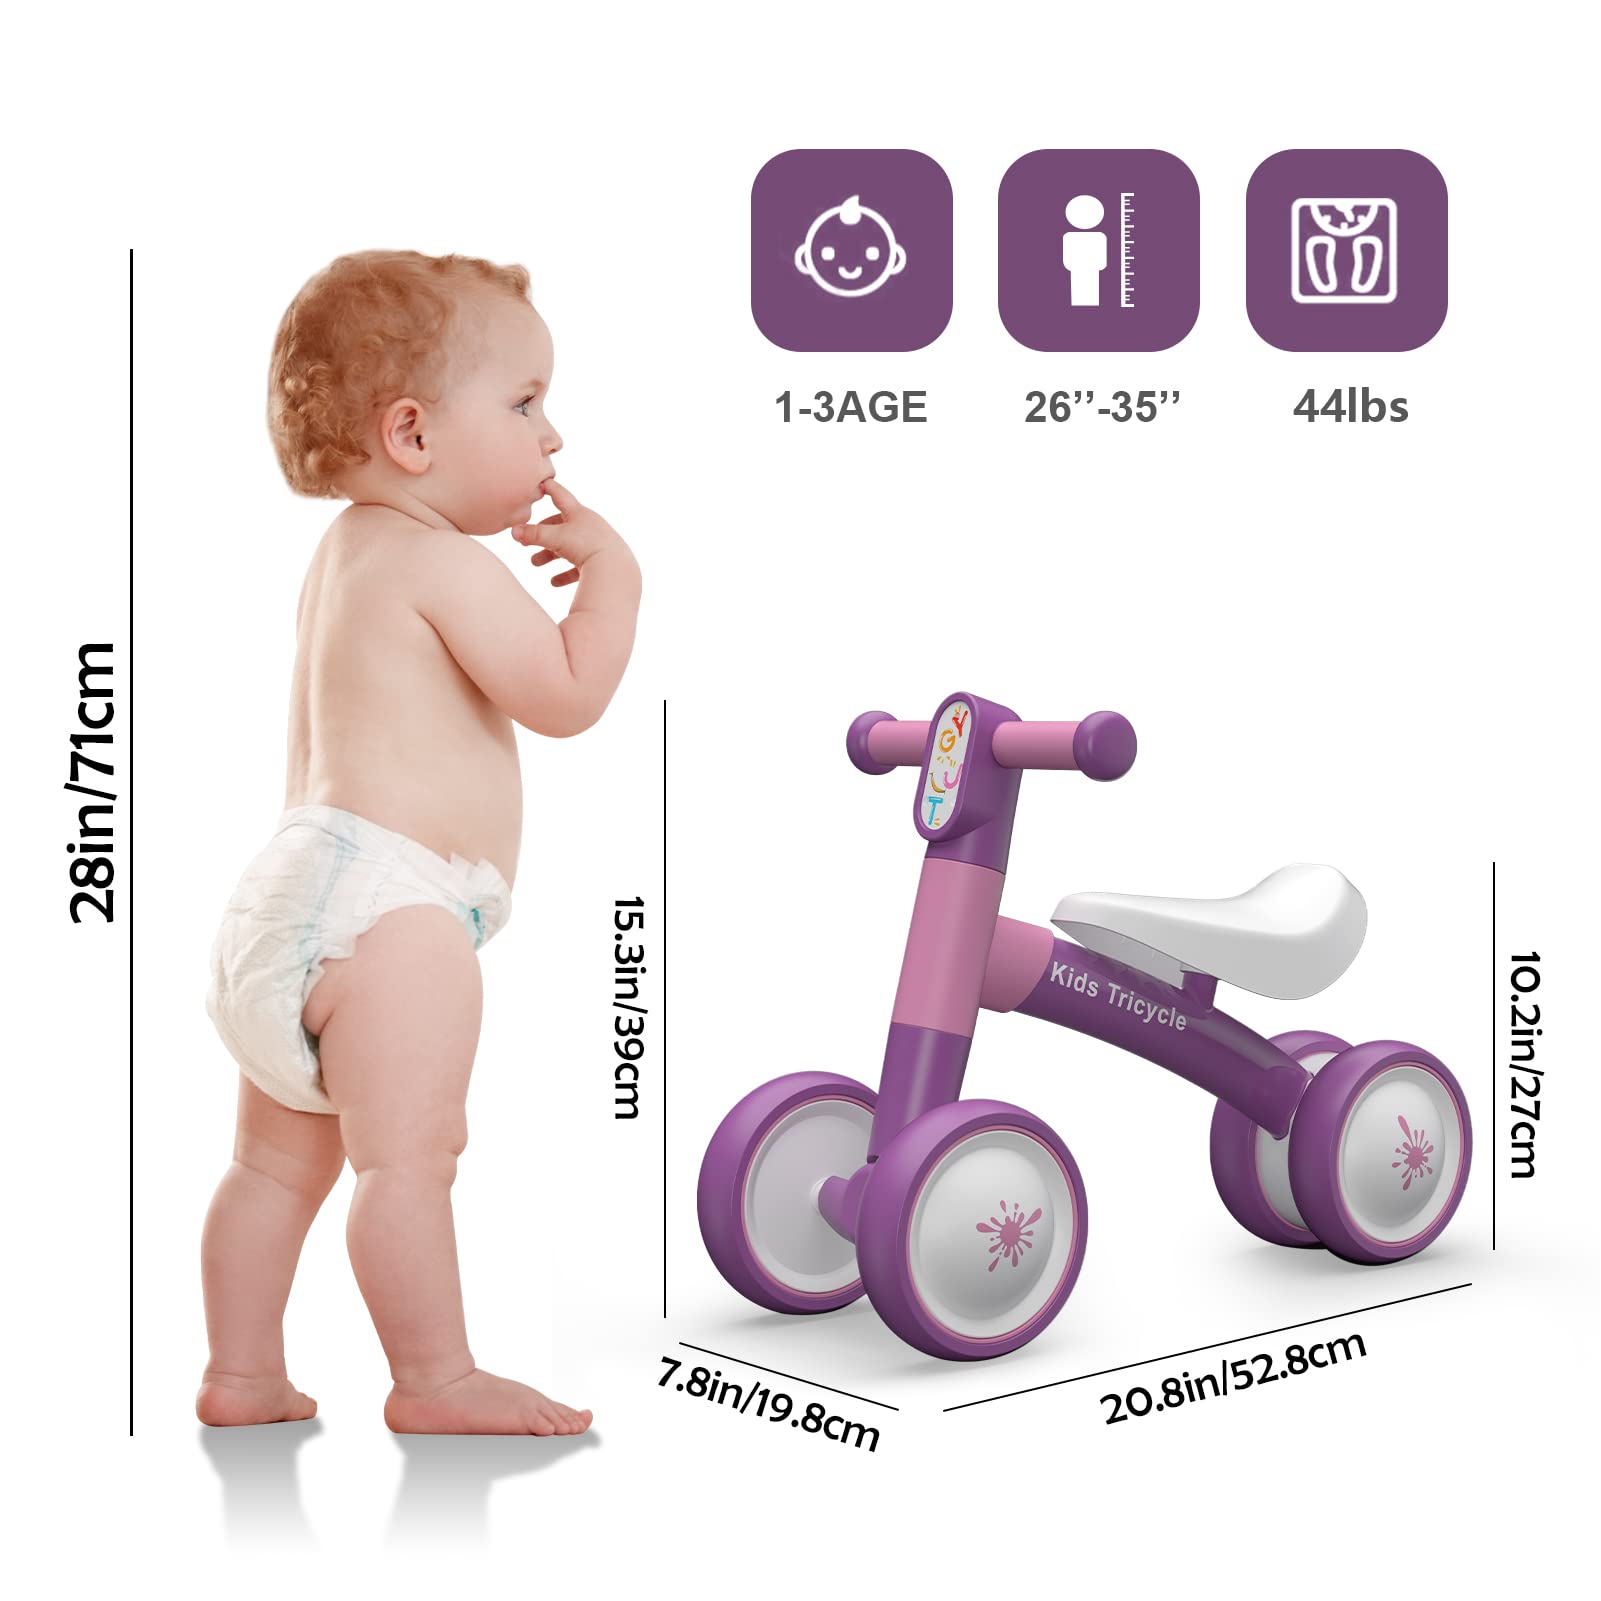 1-3AGE
26’’-35’’
44lbs
28in/71cm
15.3in/39cm
Kids Tricycle
10.2in/27cm
7.8in/19.8cm
20.8in/52.8cm